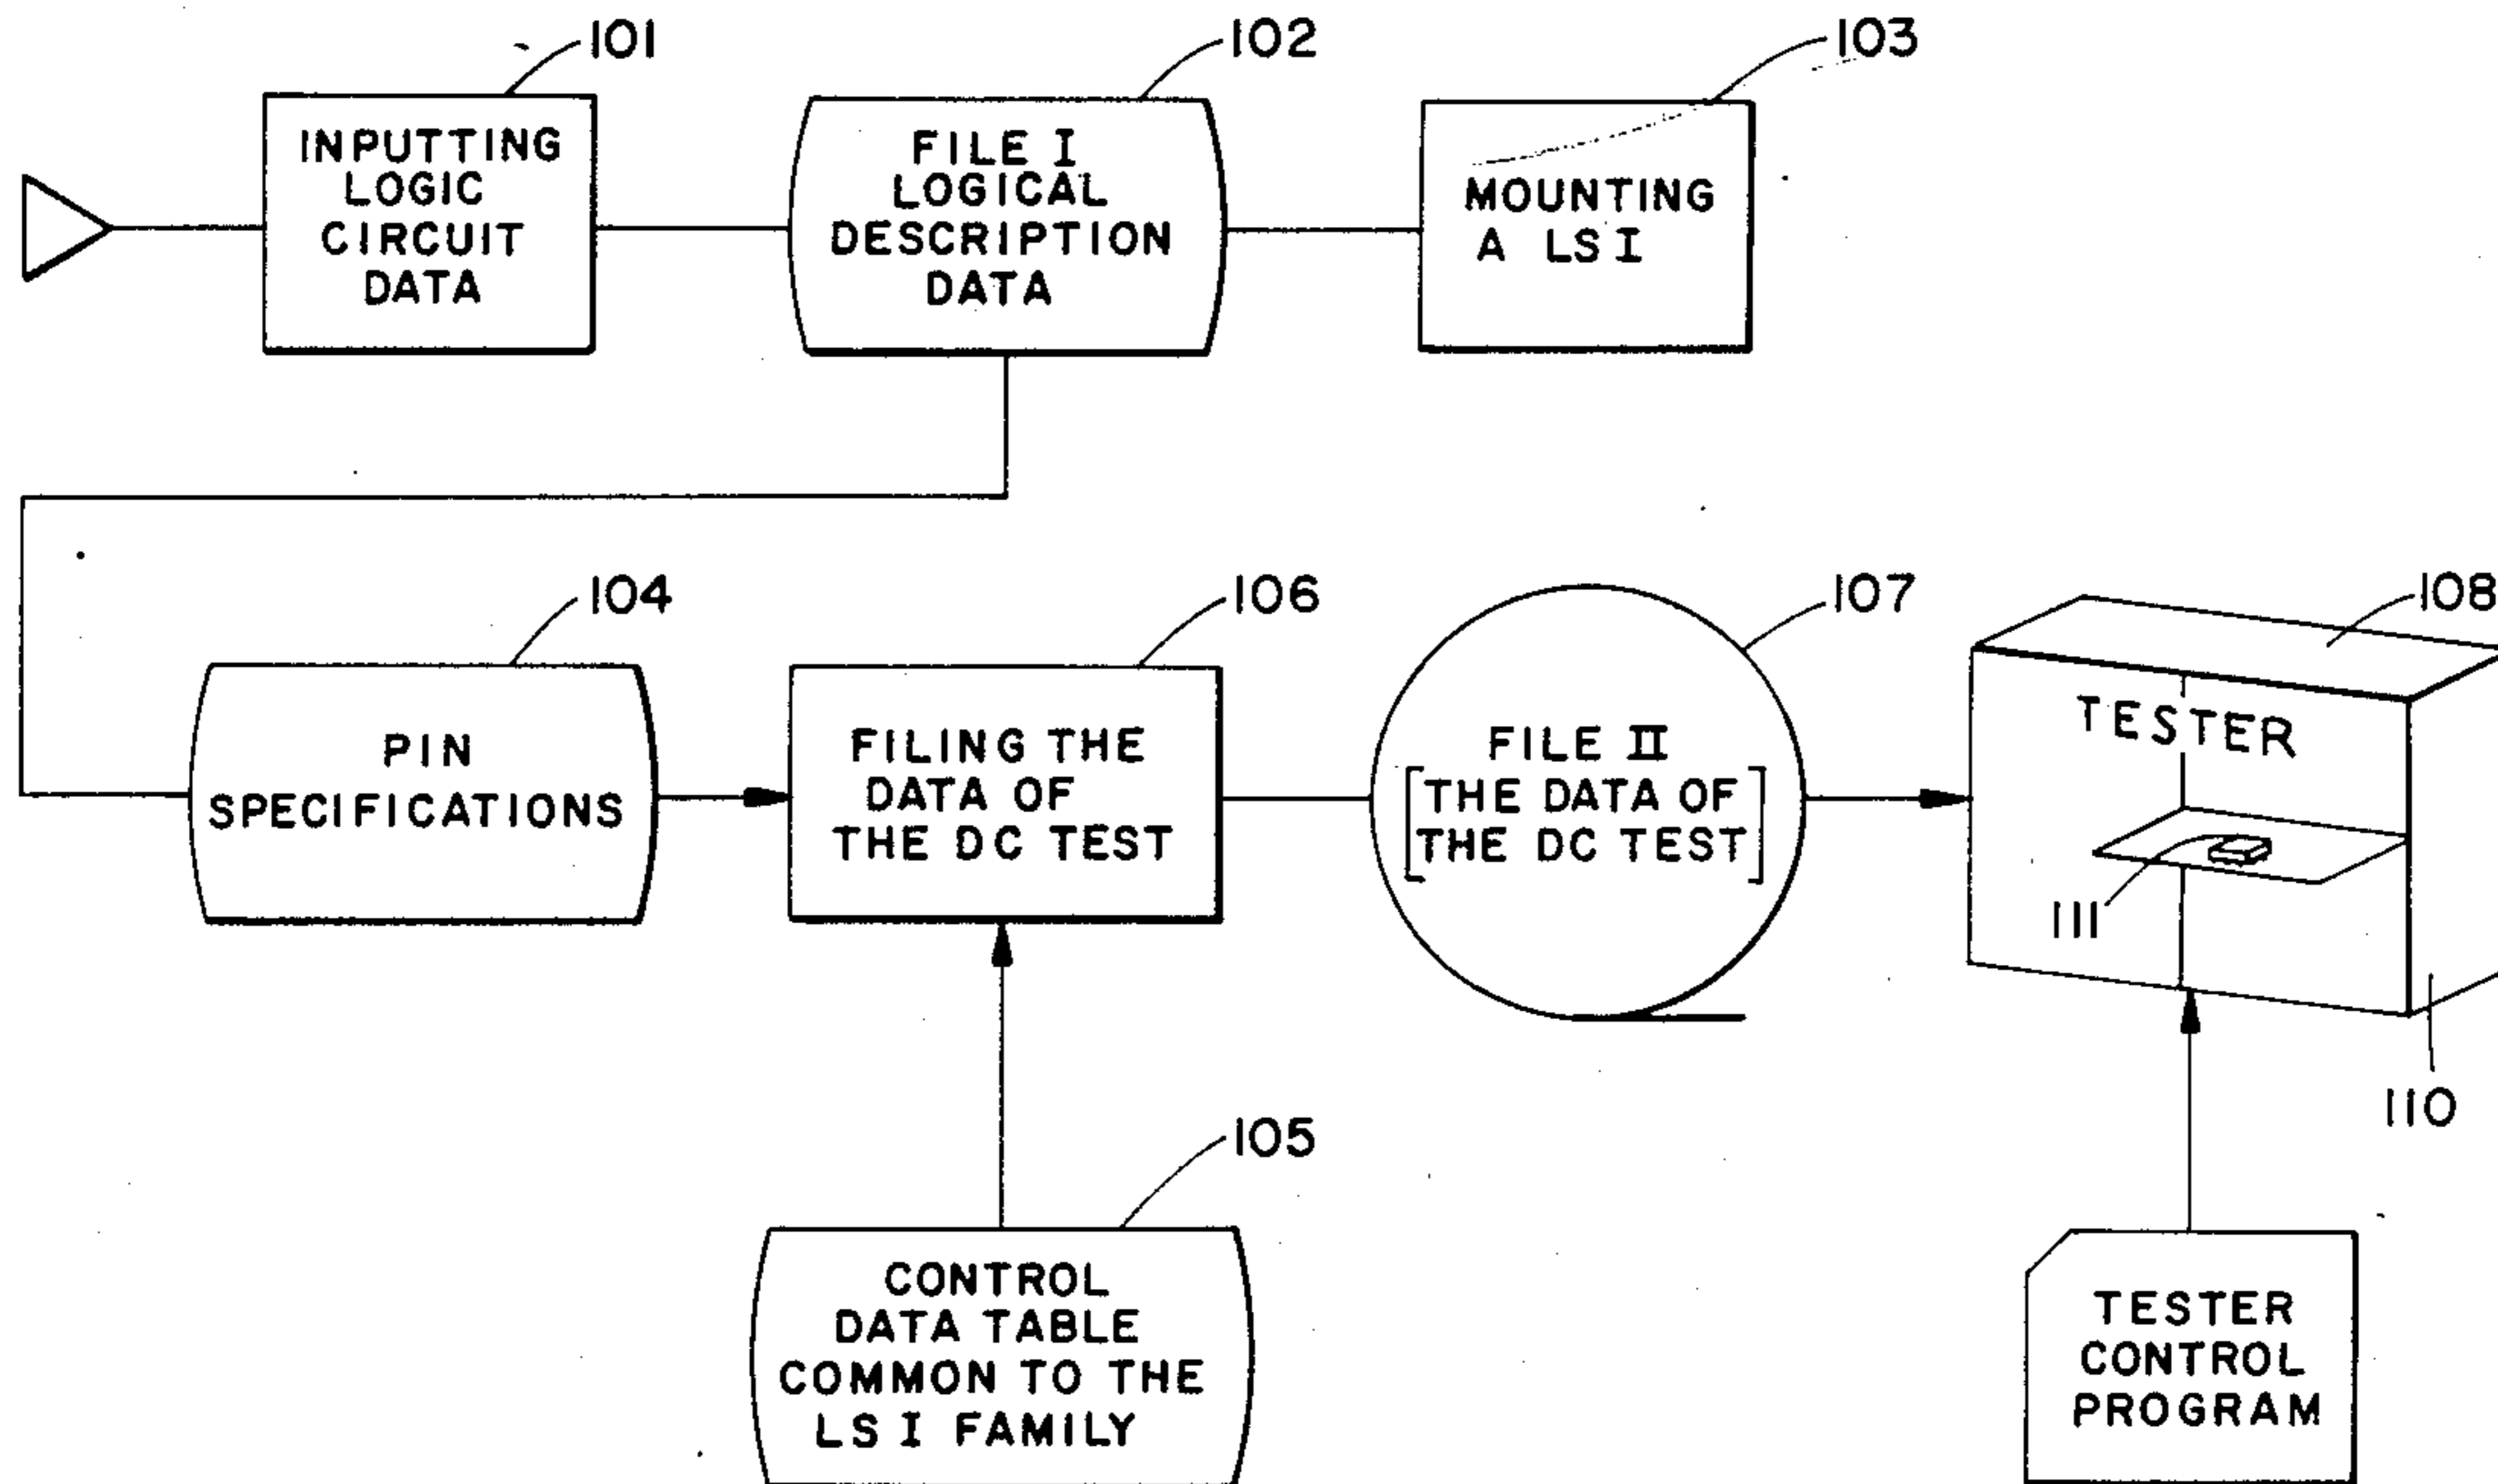 101
102
103
INPUTTING
LOGIC
CIRCUIT
DATA
FILE I
LOGICAL
DESCRIPTION
DATA
MOUNTING
A LSI
104
106
107
108
PIN
SPECIFICATIONS
FILING THE
DATA OF
THE DC TEST
FILE II
[THE DATA OF
THE DC TEST]
TESTER
111
110
105
CONTROL
DATA TABLE
COMMON TO THE
LSI FAMILY
TESTER
CONTROL
PROGRAM